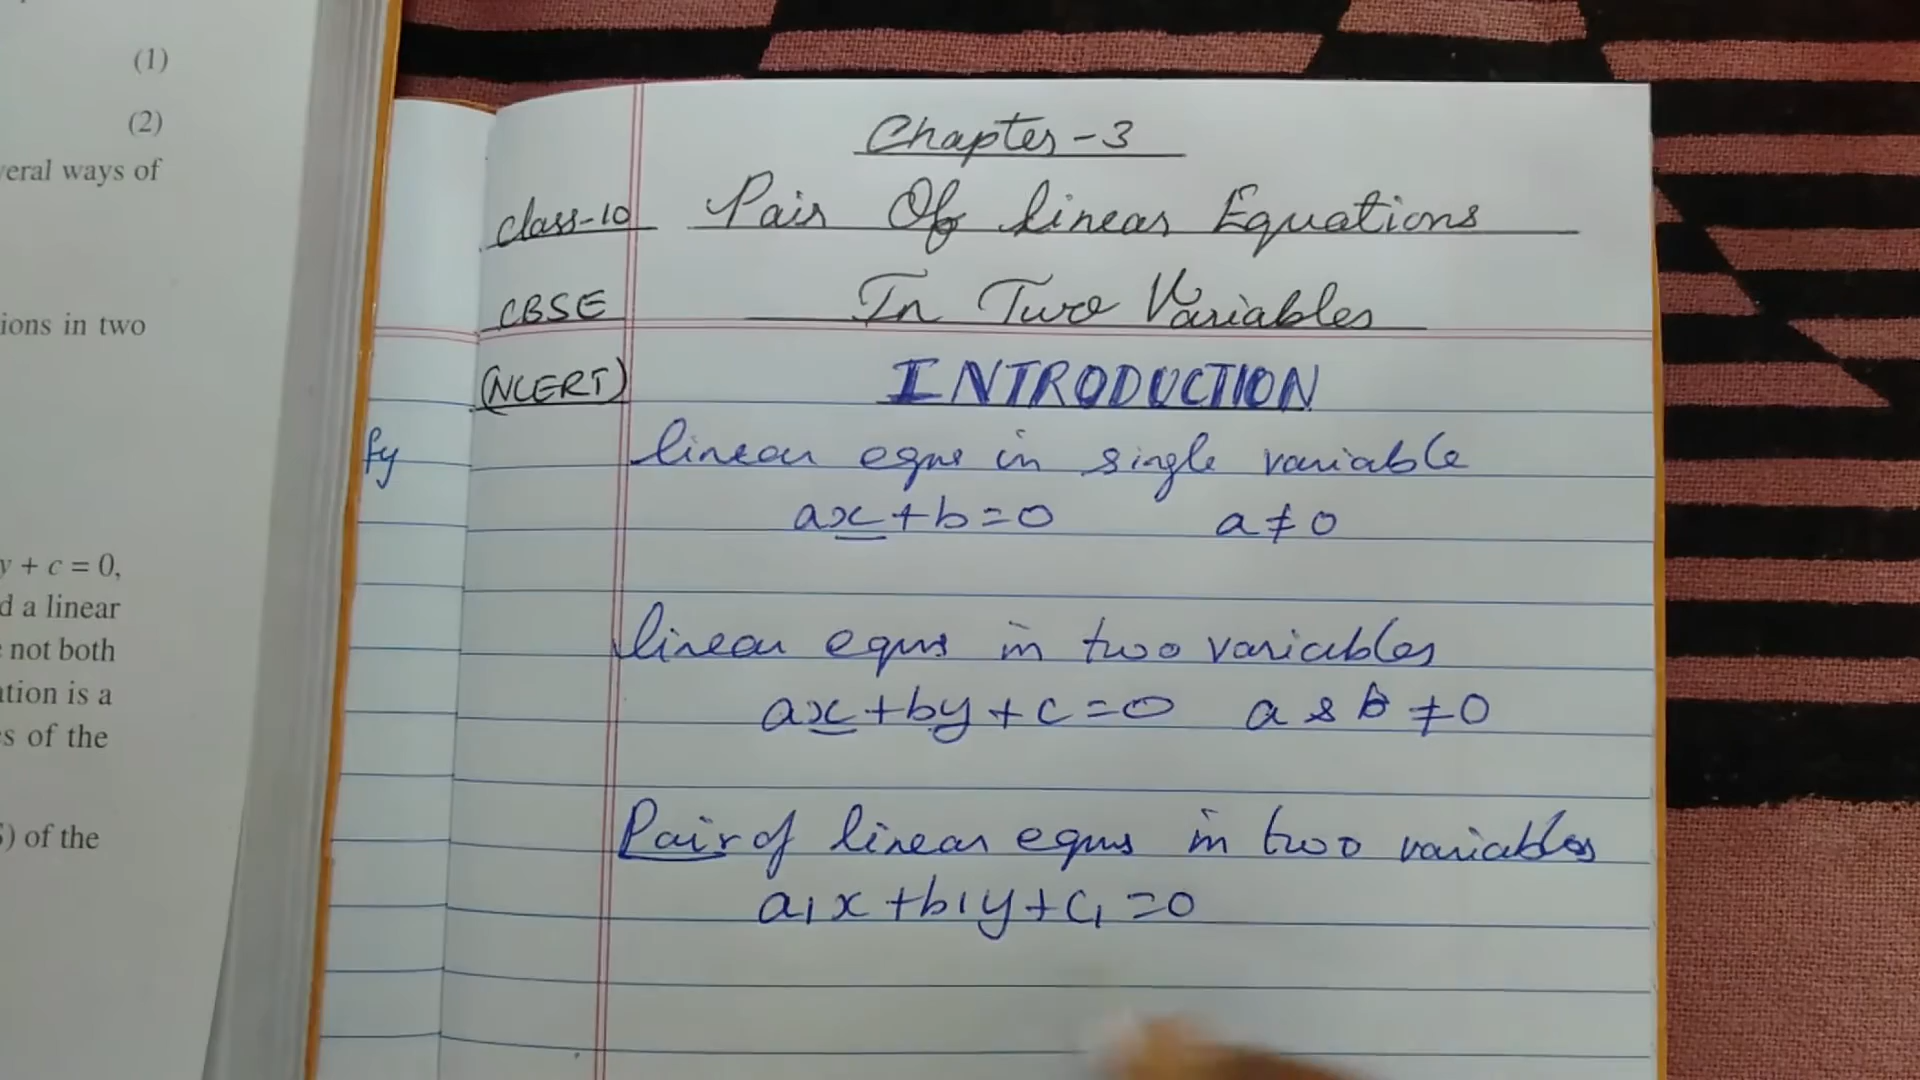 (1)
(2)
veral ways of
ions in two
y + c = 0,
d a linear
not both
ation is a
s of the
) of the
fy
Chapter-3
class-10 Pair Of linear Equations
CBSE In Two Variables
(NCERT) INTRODUCTION
linear eqns in single variable
ax+b=0 a≠0
linear eqns in two variables
ax+by+c=0 a & b ≠0
Pair of linear eqns in two variables
a₁x+b₁y+c₁=0